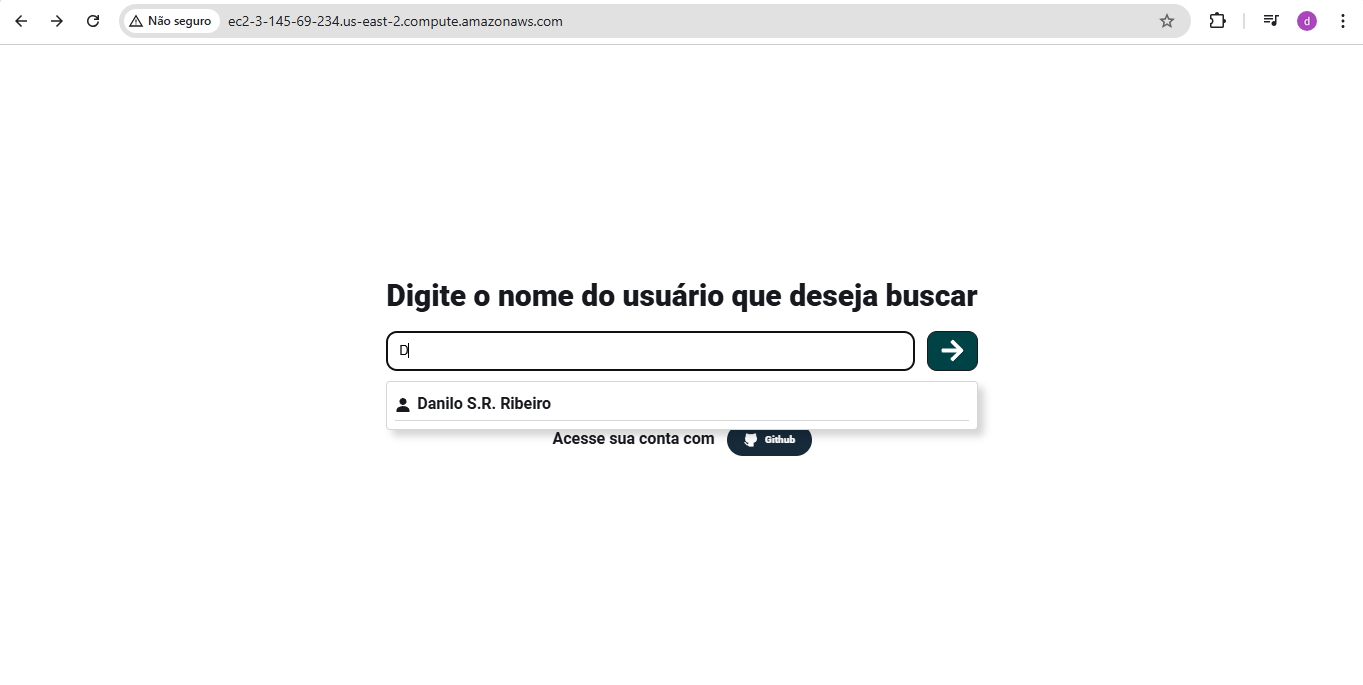 Não seguro ec2-3-145-69-234.us-east-2.compute.amazonaws.com d
Digite o nome do usuário que deseja buscar
D
Danilo S.R. Ribeiro
Acesse sua conta com Github